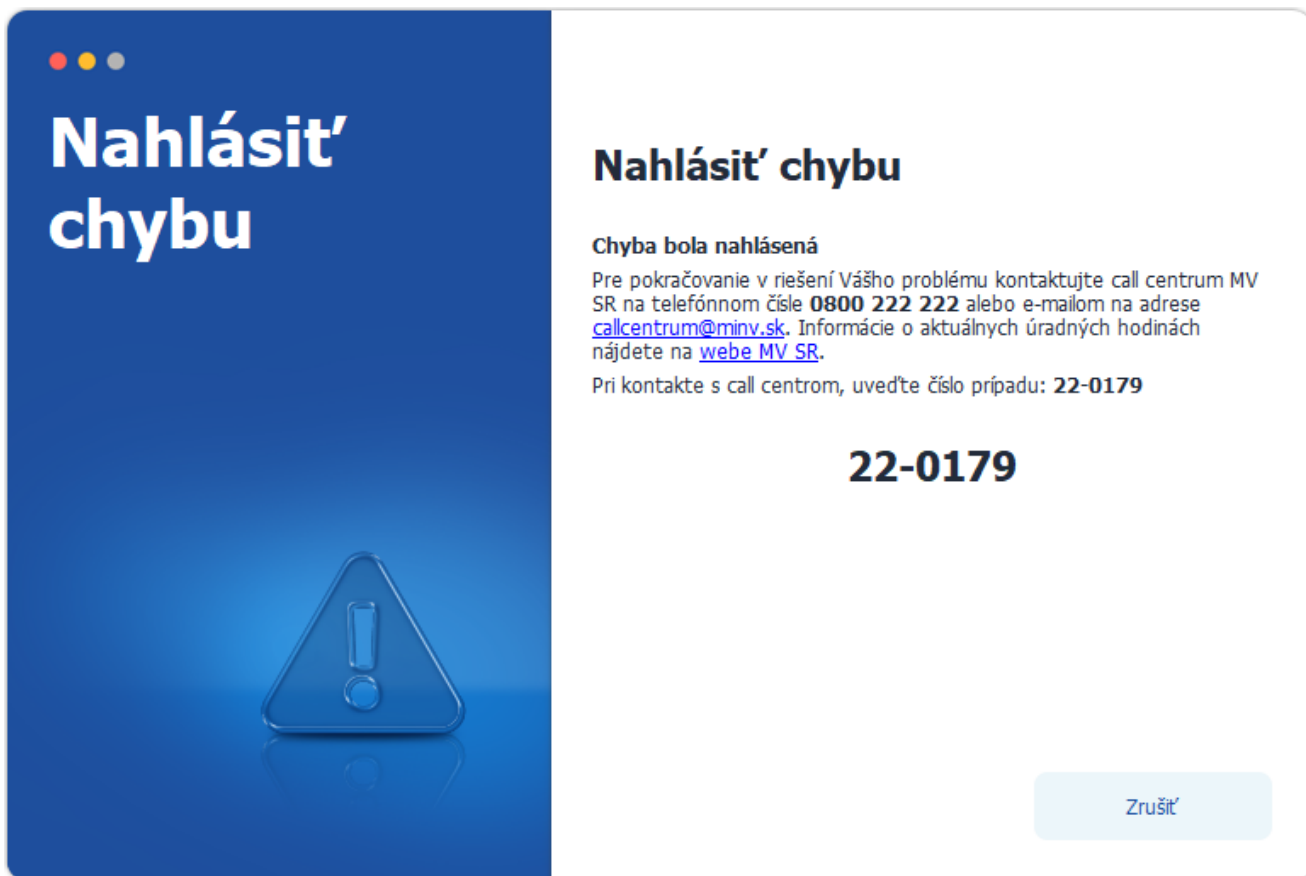 Nahlásiť
chybu
Nahlásiť chybu
Chyba bola nahlásená
Pre pokračovanie v riešení Vášho problému kontaktujte call centrum MV
SR na telefónnom čísle 0800 222 222 alebo e-mailom na adrese
callcentrum@minv.sk. Informácie o aktuálnych úradných hodinách
nájdete na webe MV SR.
Pri kontakte s call centrom, uveďte číslo prípadu: 22-0179
22-0179
Zrušiť